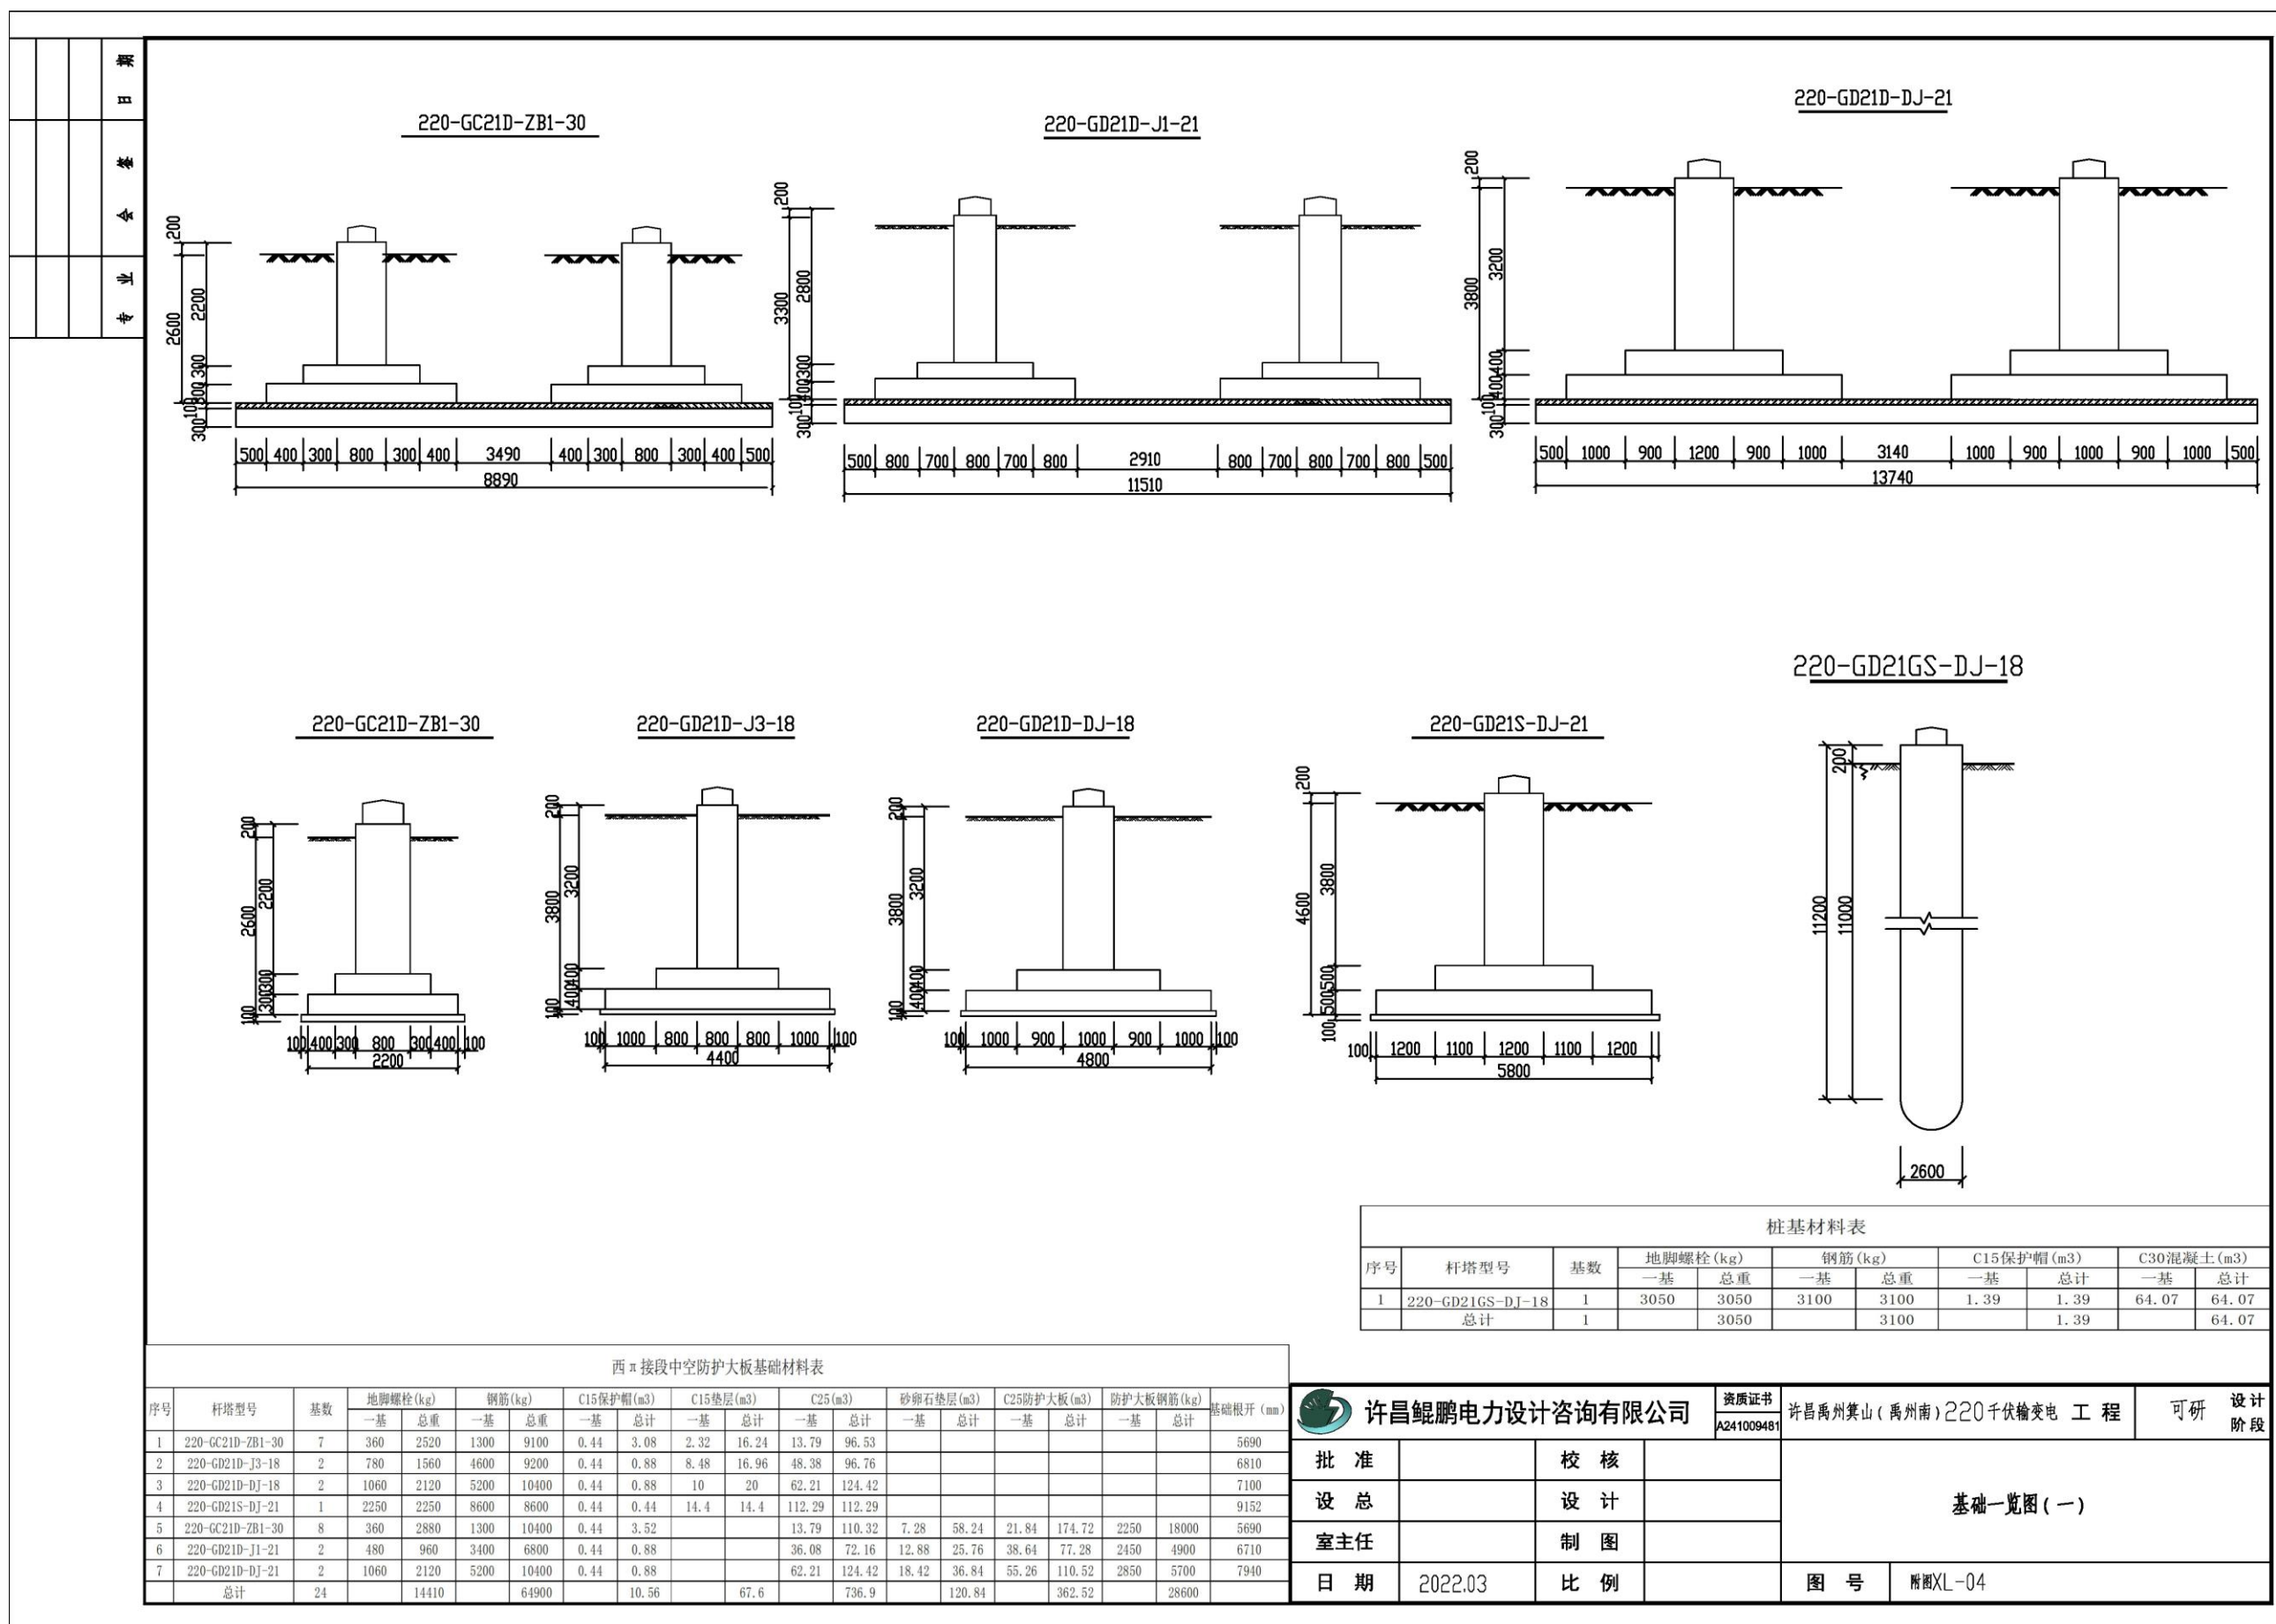 日 期
会 签
专 业
220-GC21D-ZB1-30
200
2600
2200
300
300
100
300
500 400 300 800 300 400 3490 400 300 800 300 400 500
8890
220-GD21D-J1-21
200
3300
2800
300
400
100
300
500 800 700 800 700 800 2910 800 700 800 700 800 500
11510
220-GD21D-DJ-21
200
3800
3200
400
400
100
300
500 1000 900 1200 900 1000 3140 1000 900 1000 900 1000 500
13740
220-GC21D-ZB1-30
200
2600
2200
300
300
100
100 400 300 800 300 400 100
2200
220-GD21D-J3-18
200
3800
3200
400
400
100
100 1000 800 800 800 1000 100
4400
220-GD21D-DJ-18
200
3800
3200
400
400
100
100 1000 900 1000 900 1000 100
4800
220-GD21S-DJ-21
200
4600
3800
500
500
100
100 1200 1100 1200 1100 1200
5800
220-GD21GS-DJ-18
200
11200
11000
2600
桩基材料表
序号 杆塔型号 基数 地脚螺栓(kg) 钢筋(kg) C15保护帽(m3) C30混凝土(m3)
一基 总重 一基 总重 一基 总计 一基 总计
1 220-GD21GS-DJ-18 1 3050 3050 3100 3100 1.39 1.39 64.07 64.07
总计 1 3050 3100 1.39 64.07
西π接段中空防护大板基础材料表
序号 杆塔型号 基数 地脚螺栓(kg) 钢筋(kg) C15保护帽(m3) C15垫层(m3) C25(m3) 砂卵石垫层(m3) C25防护大板(m3) 防护大板钢筋(kg) 基础根开(mm)
一基 总重 一基 总重 一基 总计 一基 总计 一基 总计 一基 总计 一基 总计 一基 总计
1 220-GC21D-ZB1-30 7 360 2520 1300 9100 0.44 3.08 2.32 16.24 13.79 96.53 5690
2 220-GD21D-J3-18 2 780 1560 4600 9200 0.44 0.88 8.48 16.96 48.38 96.76 6810
3 220-GD21D-DJ-18 2 1060 2120 5200 10400 0.44 0.88 10 20 62.21 124.42 7100
4 220-GD21S-DJ-21 1 2250 2250 8600 8600 0.44 0.44 14.4 14.4 112.29 112.29 9152
5 220-GC21D-ZB1-30 8 360 2880 1300 10400 0.44 3.52 13.79 110.32 7.28 58.24 21.84 174.72 2250 18000 5690
6 220-GD21D-J1-21 2 480 960 3400 6800 0.44 0.88 36.08 72.16 12.88 25.76 38.64 77.28 2450 4900 6710
7 220-GD21D-DJ-21 2 1060 2120 5200 10400 0.44 0.88 62.21 124.42 18.42 36.84 55.26 110.52 2850 5700 7940
总计 24 14410 64900 10.56 67.6 736.9 120.84 362.52 28600
许昌鲲鹏电力设计咨询有限公司
资质证书
A241009481
许昌禹州箕山(禹州南)220千伏输变电 工 程
可研
设 计
阶 段
批 准 校 核
设 总 设 计
室主任 制 图
日 期 2022.03 比 例
基础一览图(一)
图 号 附图XL-04